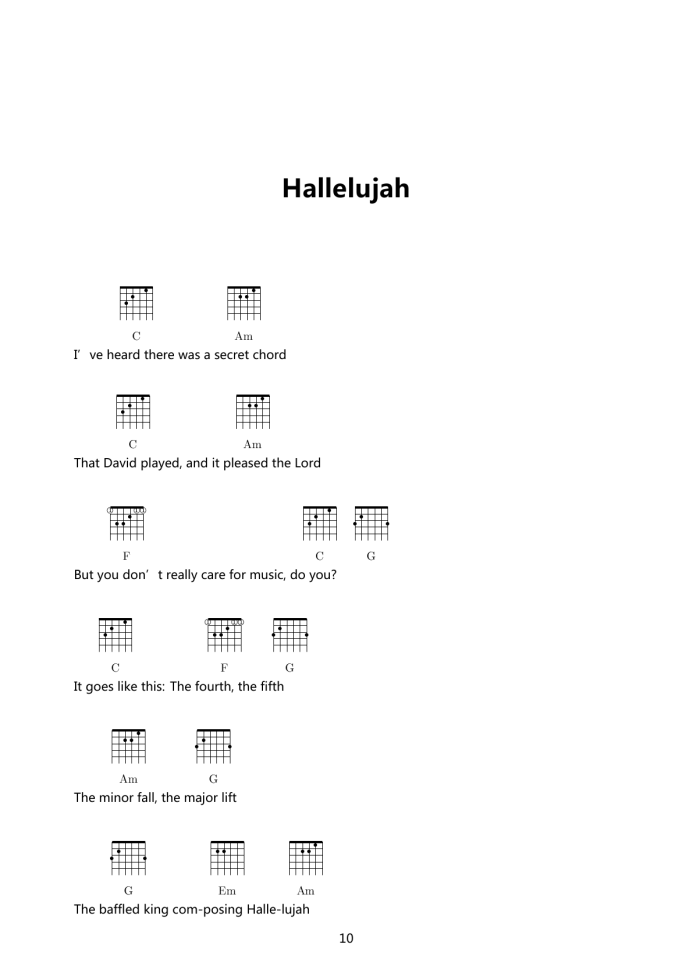 Hallelujah
C Am
I’ve heard there was a secret chord
C Am
That David played, and it pleased the Lord
F C G
But you don’t really care for music, do you?
C F G
It goes like this: The fourth, the fifth
Am G
The minor fall, the major lift
G Em Am
The baffled king com-posing Halle-lujah
10